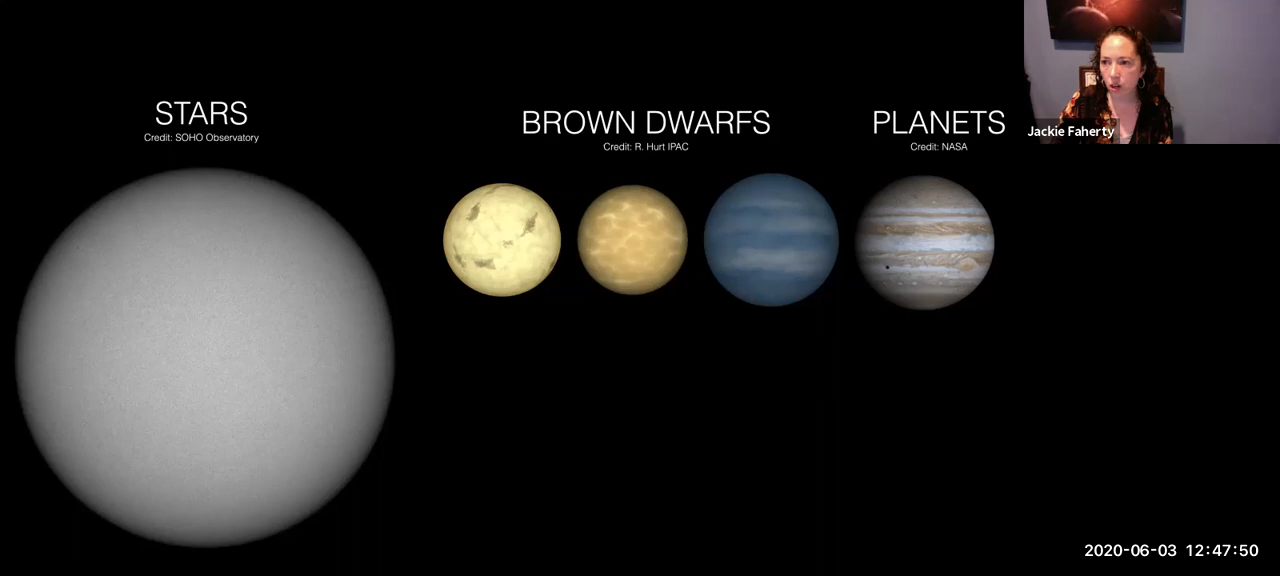 STARS
Credit: SOHO Observatory
BROWN DWARFS
Credit: R. Hurt IPAC
PLANETS
Credit: NASA
Jackie Faherty
2020-06-03 12:47:50